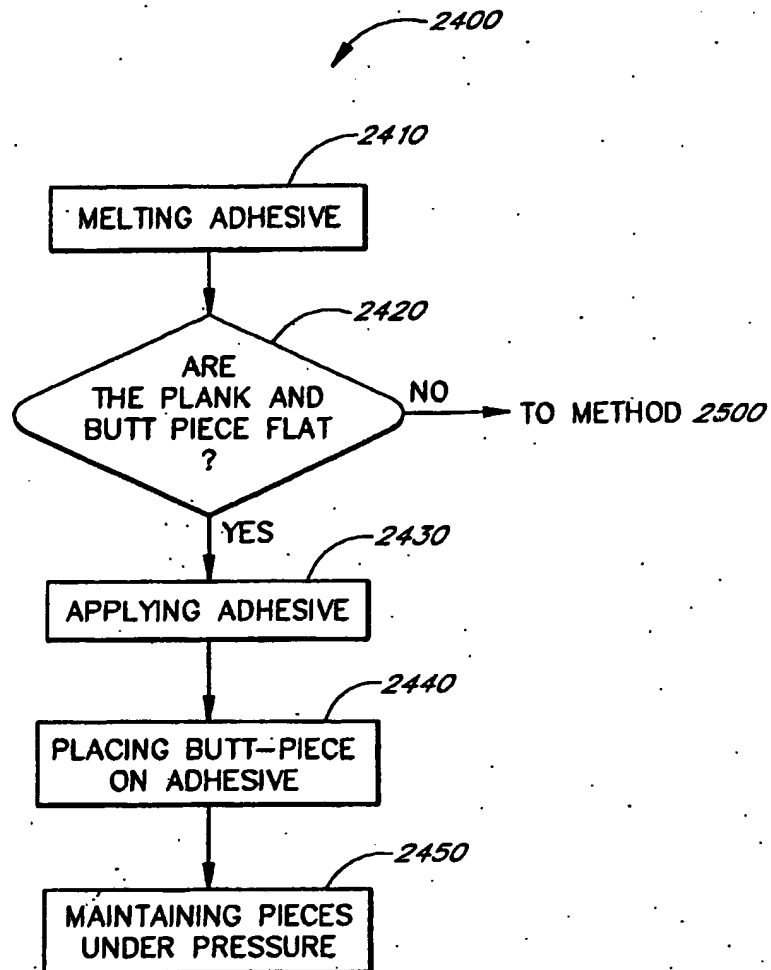 2400
2410
MELTING ADHESIVE
2420
ARE
THE PLANK AND
BUTT PIECE FLAT
?
NO
TO METHOD 2500
YES
2430
APPLYING ADHESIVE
2440
PLACING BUTT-PIECE
ON ADHESIVE
2450
MAINTAINING PIECES
UNDER PRESSURE